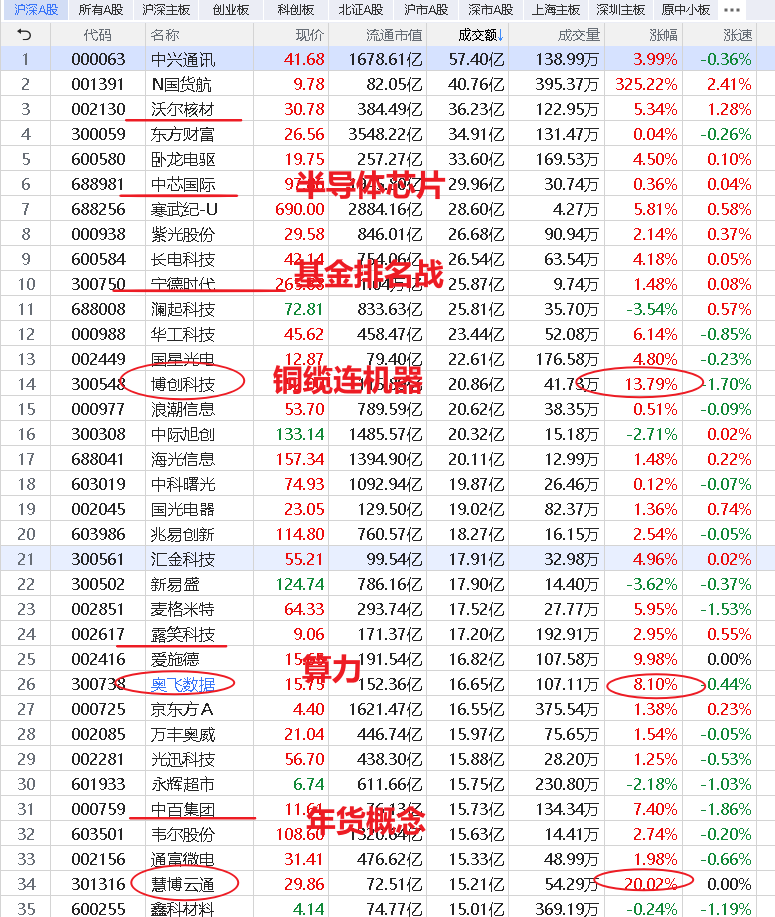 沪深A股 所有A股 沪深主板 创业板 科创板 北证A股 沪市A股 深市A股 上海主板 深圳主板 原中小板
代码 名称 现价 流通市值 成交额↓ 成交量 涨幅 涨速
1 000063 中兴通讯 41.68 1678.61亿 57.40亿 138.99万 3.99% -0.36%
2 001391 N国货航 9.78 82.05亿 40.76亿 395.37万 325.22% 2.41%
3 002130 沃尔核材 30.78 384.49亿 36.23亿 122.95万 5.34% 1.28%
4 300059 东方财富 26.56 3548.22亿 34.91亿 131.47万 0.04% -0.26%
5 600580 卧龙电驱 19.75 257.27亿 33.60亿 169.53万 4.50% 0.10%
6 688981 中芯国际 半导体芯片 29.96亿 30.74万 0.36% 0.04%
7 688256 寒武纪-U 690.00 2884.16亿 28.60亿 4.27万 5.81% 0.58%
8 000938 紫光股份 29.58 846.01亿 26.68亿 90.94万 2.14% 0.37%
9 600584 长电科技 42.14 754.06亿 26.54亿 63.54万 4.18% 0.05%
基金排名战
10 300750 宁德时代 25.87亿 9.74万 1.48% 0.08%
11 688008 澜起科技 72.81 833.63亿 25.81亿 35.70万 -3.54% 0.57%
12 000988 华工科技 45.62 458.47亿 23.44亿 52.08万 6.14% -0.85%
13 002449 国星光电 12.87 79.40亿 22.61亿 176.58万 4.80% -0.23%
14 300548 博创科技 铜缆连机器 20.86亿 41.73万 13.79% -1.70%
15 000977 浪潮信息 53.70 789.59亿 20.62亿 38.35万 0.51% -0.09%
16 300308 中际旭创 133.14 1485.57亿 20.32亿 15.18万 -2.71% 0.02%
17 688041 海光信息 157.34 1394.90亿 20.11亿 12.99万 1.48% 0.22%
18 603019 中科曙光 74.93 1092.94亿 19.87亿 26.46万 0.12% -0.07%
19 002045 国光电器 23.05 129.50亿 19.02亿 82.37万 1.36% 0.74%
20 603986 兆易创新 114.80 760.57亿 18.27亿 16.15万 2.54% -0.05%
21 300561 汇金科技 55.21 99.54亿 17.91亿 32.98万 4.96% 0.02%
22 300502 新易盛 124.74 786.16亿 17.90亿 14.40万 -3.62% -0.37%
23 002851 麦格米特 64.33 293.74亿 17.52亿 27.77万 5.95% -1.53%
24 002617 露笑科技 9.06 171.37亿 17.20亿 192.91万 2.95% 0.55%
25 002416 爱施德 191.54亿 16.82亿 107.58万 9.98% 0.00%
算力
26 300738 奥飞数据 15.75 152.36亿 16.65亿 107.11万 8.10% -0.44%
27 000725 京东方A 4.40 1621.47亿 16.55亿 375.54万 1.38% 0.23%
28 002085 万丰奥威 21.04 446.74亿 15.97亿 75.65万 1.54% -0.05%
29 002281 光迅科技 56.70 438.30亿 15.88亿 28.20万 1.25% -0.53%
30 601933 永辉超市 6.74 611.66亿 15.75亿 230.80万 -2.18% -1.03%
31 000759 中百集团 11.61 76.13亿 15.73亿 134.34万 7.40% -1.86%
年货概念
32 603501 韦尔股份 108.60 1320.64亿 15.63亿 14.41万 2.74% -0.20%
33 002156 通富微电 31.41 476.62亿 15.33亿 48.99万 1.98% -0.66%
34 301316 慧博云通 29.86 72.51亿 15.21亿 54.29万 20.02% 0.00%
35 600255 鑫科材料 4.14 74.77亿 15.01亿 369.19万 -0.24% -1.19%